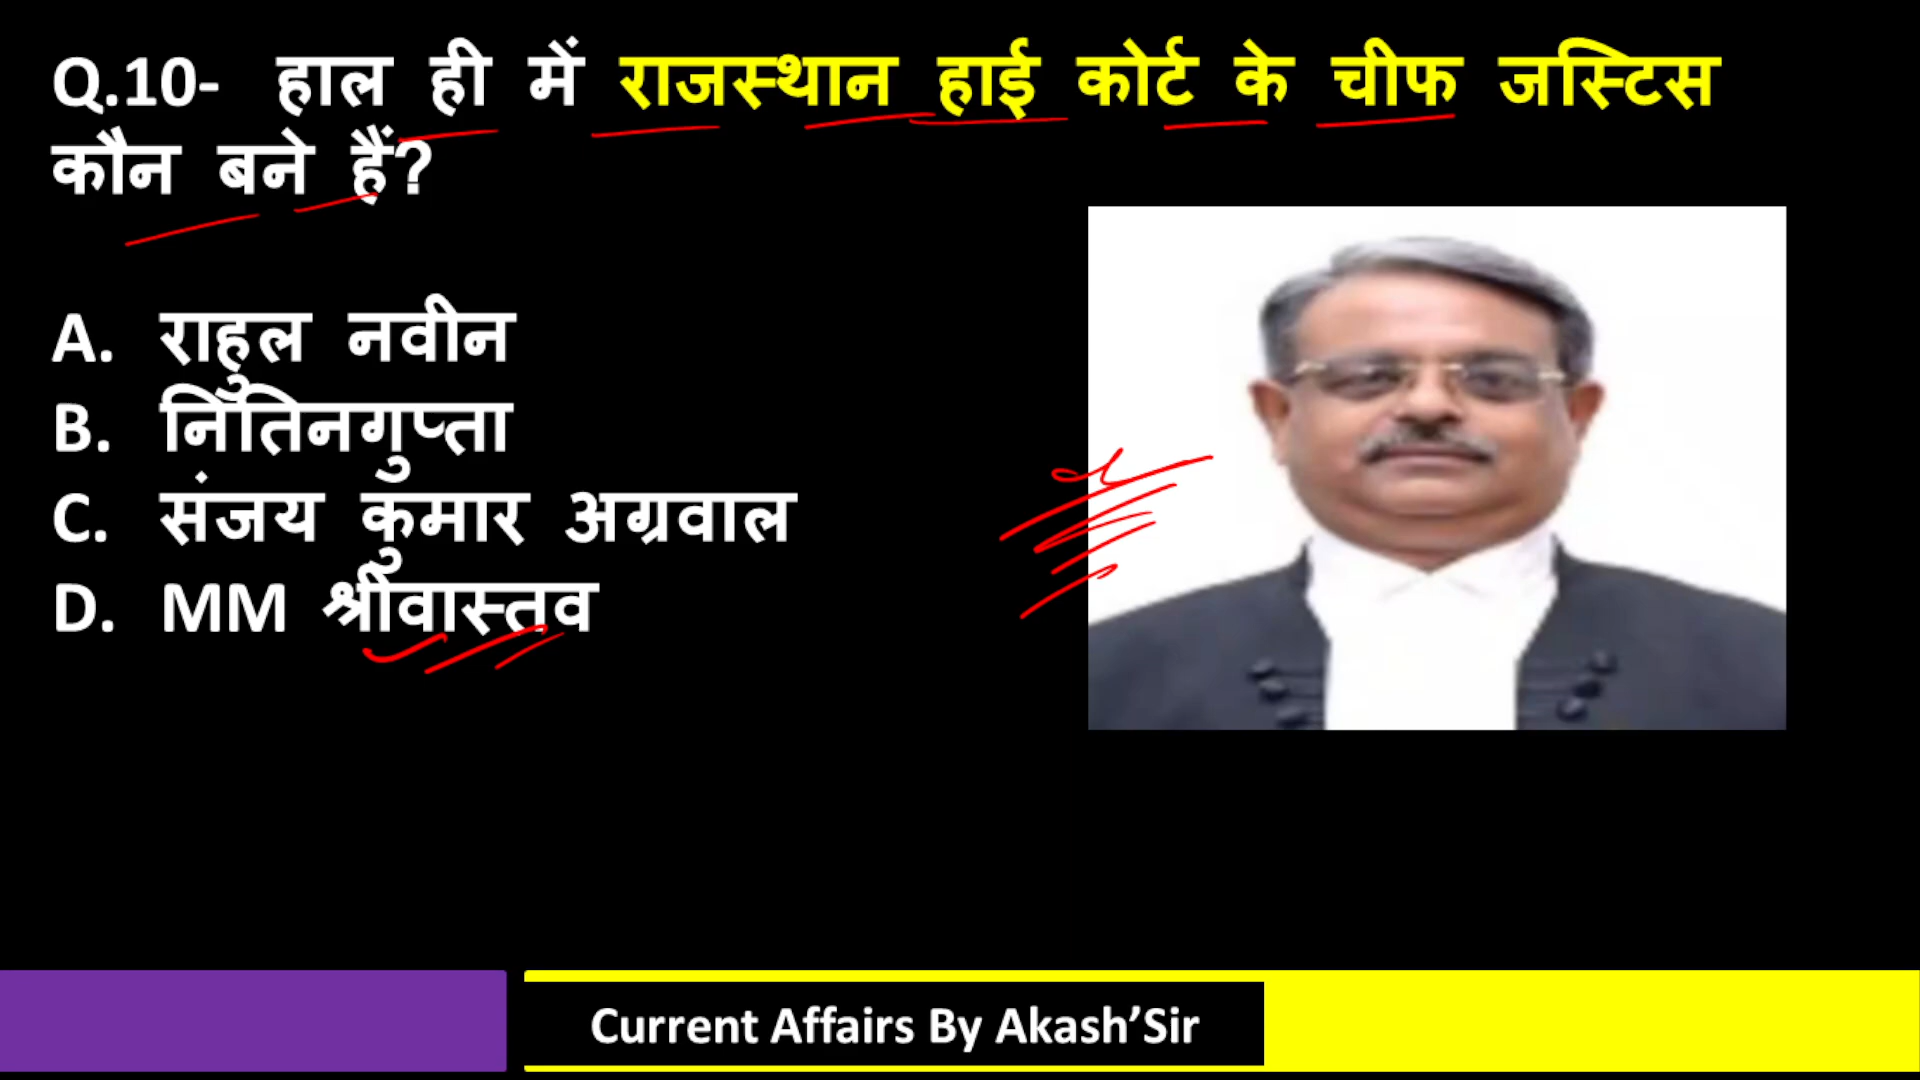 Q.10- हाल ही में राजस्थान हाई कोर्ट के चीफ जस्टिस
कौन बने हैं?
A. राहुल नवीन
B. नितिनगुप्ता
C. संजय कुमार अग्रवाल
D. MM श्रीवास्तव
Current Affairs By Akash’Sir